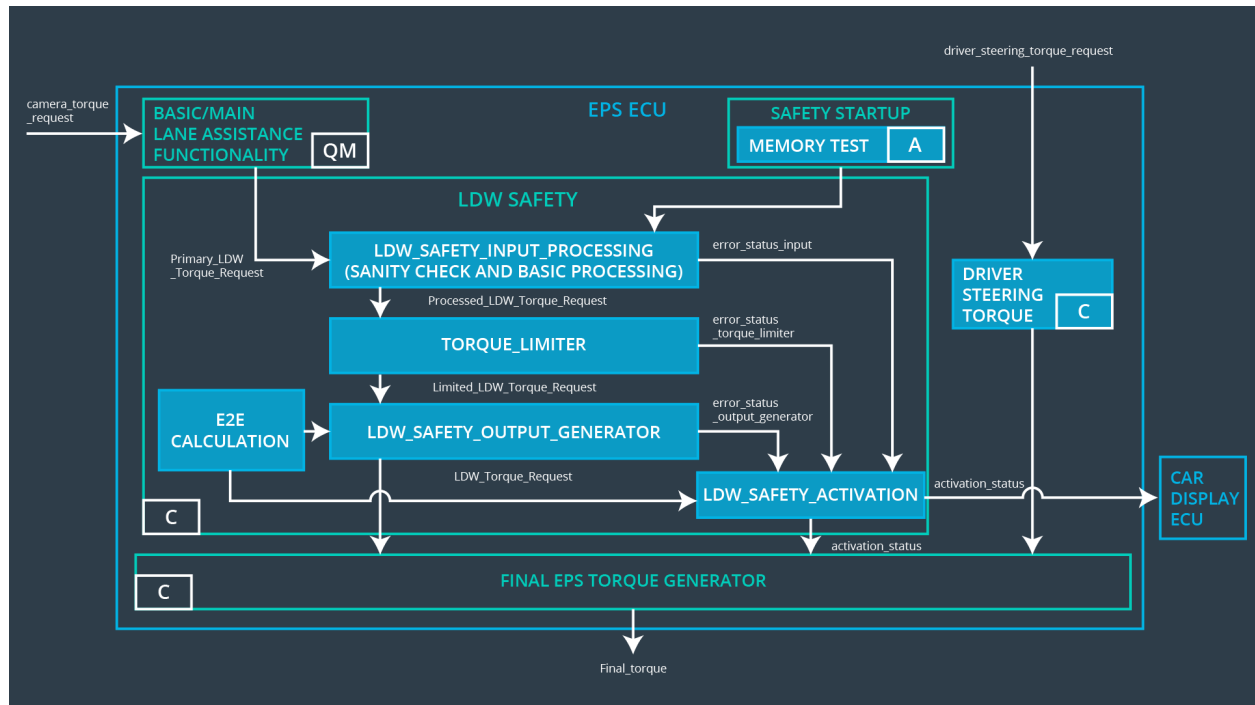 driver_steering_torque_request
camera_torque
_request
BASIC/MAIN
LANE ASSISTANCE
FUNCTIONALITY
QM
EPS ECU
SAFETY STARTUP
MEMORY TEST
A
LDW SAFETY
Primary_LDW
_Torque_Request
LDW_SAFETY_INPUT_PROCESSING
(SANITY CHECK AND BASIC PROCESSING)
error_status_input
DRIVER
STEERING
TORQUE
C
Processed_LDW_Torque_Request
TORQUE_LIMITER
error_status
_torque_limiter
Limited_LDW_Torque_Request
E2E
CALCULATION
LDW_SAFETY_OUTPUT_GENERATOR
error_status
_output_generator
LDW_Torque_Request
LDW_SAFETY_ACTIVATION
activation_status
CAR
DISPLAY
ECU
C
activation_status
FINAL EPS TORQUE GENERATOR
C
Final_torque